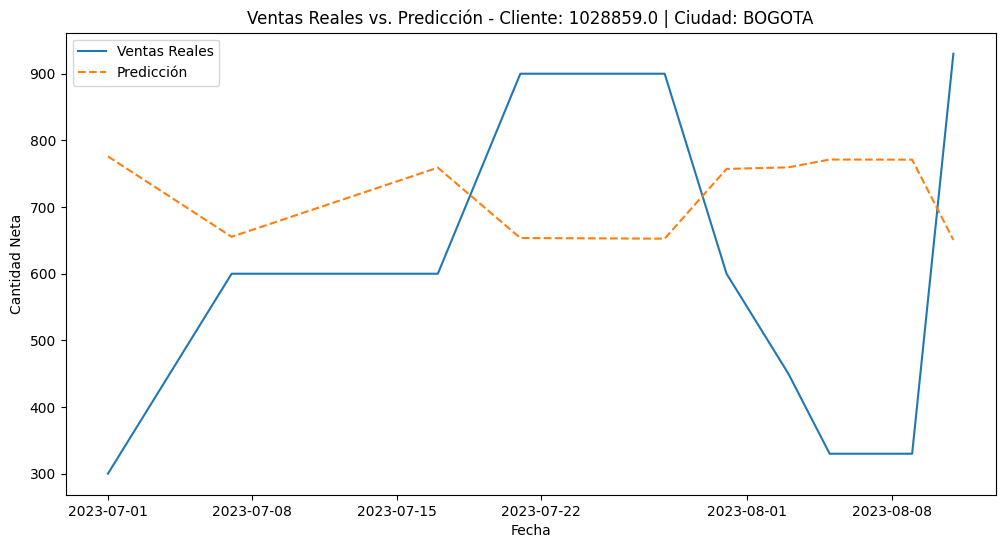 Ventas Reales vs. Predicción - Cliente: 1028859.0 | Ciudad: BOGOTA
Ventas Reales
Predicción
Cantidad Neta
900
800
700
600
500
400
300
2023-07-01
2023-07-08
2023-07-15
2023-07-22
2023-08-01
2023-08-08
Fecha